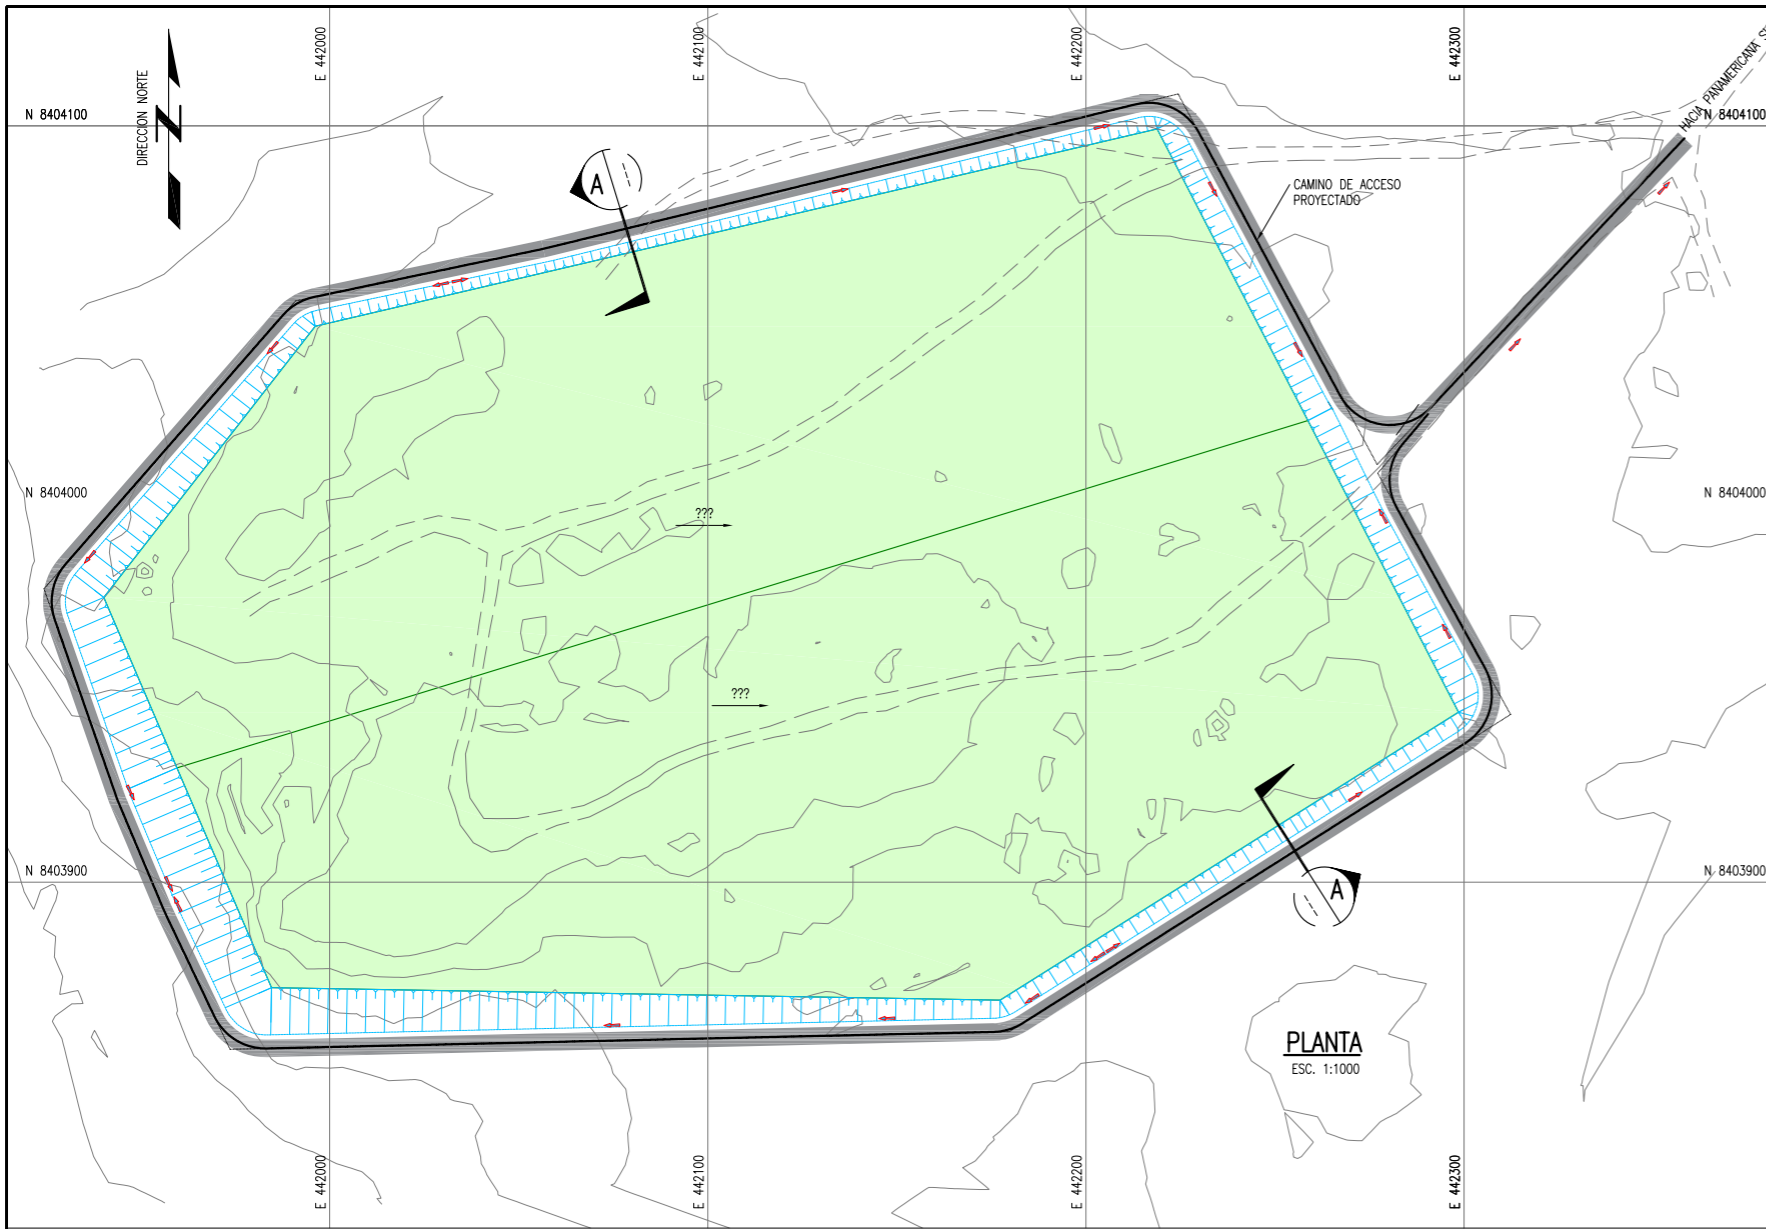 E 442000
E 442100
E 442200
E 442300
DIRECCION NORTE
N
N 8404100
HACIA PANAMERICANA
N 8404100
A
CAMINO DE ACCESO
PROYECTADO
N 8404000
N 8404000
???
???
N 8403900
N 8403900
A
PLANTA
ESC. 1:1000
E 442000
E 442100
E 442200
E 442300